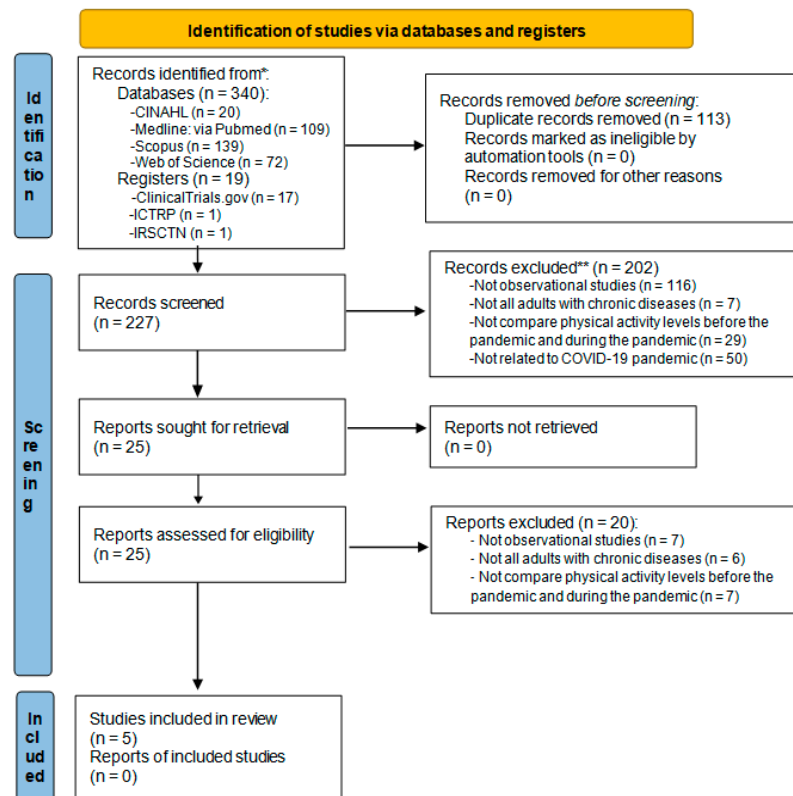 Identification of studies via databases and registers
Id
en
tifi
ca
tio
n
Records identified from*:
Databases (n = 340):
-CINAHL (n = 20)
-Medline: via Pubmed (n = 109)
-Scopus (n = 139)
-Web of Science (n = 72)
Registers (n = 19)
-ClinicalTrials.gov (n = 17)
-ICTRP (n = 1)
-IRSCTN (n = 1)
Records removed before screening:
Duplicate records removed (n = 113)
Records marked as ineligible by
automation tools (n = 0)
Records removed for other reasons
(n = 0)
Sc
re
en
in
g
Records screened
(n = 227)
Records excluded** (n = 202)
-Not observational studies (n = 116)
-Not all adults with chronic diseases (n = 7)
-Not compare physical activity levels before the
pandemic and during the pandemic (n = 29)
-Not related to COVID-19 pandemic (n = 50)
Reports sought for retrieval
(n = 25)
Reports not retrieved
(n = 0)
Reports assessed for eligibility
(n = 25)
Reports excluded (n = 20):
- Not observational studies (n = 7)
- Not all adults with chronic diseases (n = 6)
- Not compare physical activity levels before the
pandemic and during the pandemic (n = 7)
In
cl
ud
ed
Studies included in review
(n = 5)
Reports of included studies
(n = 0)